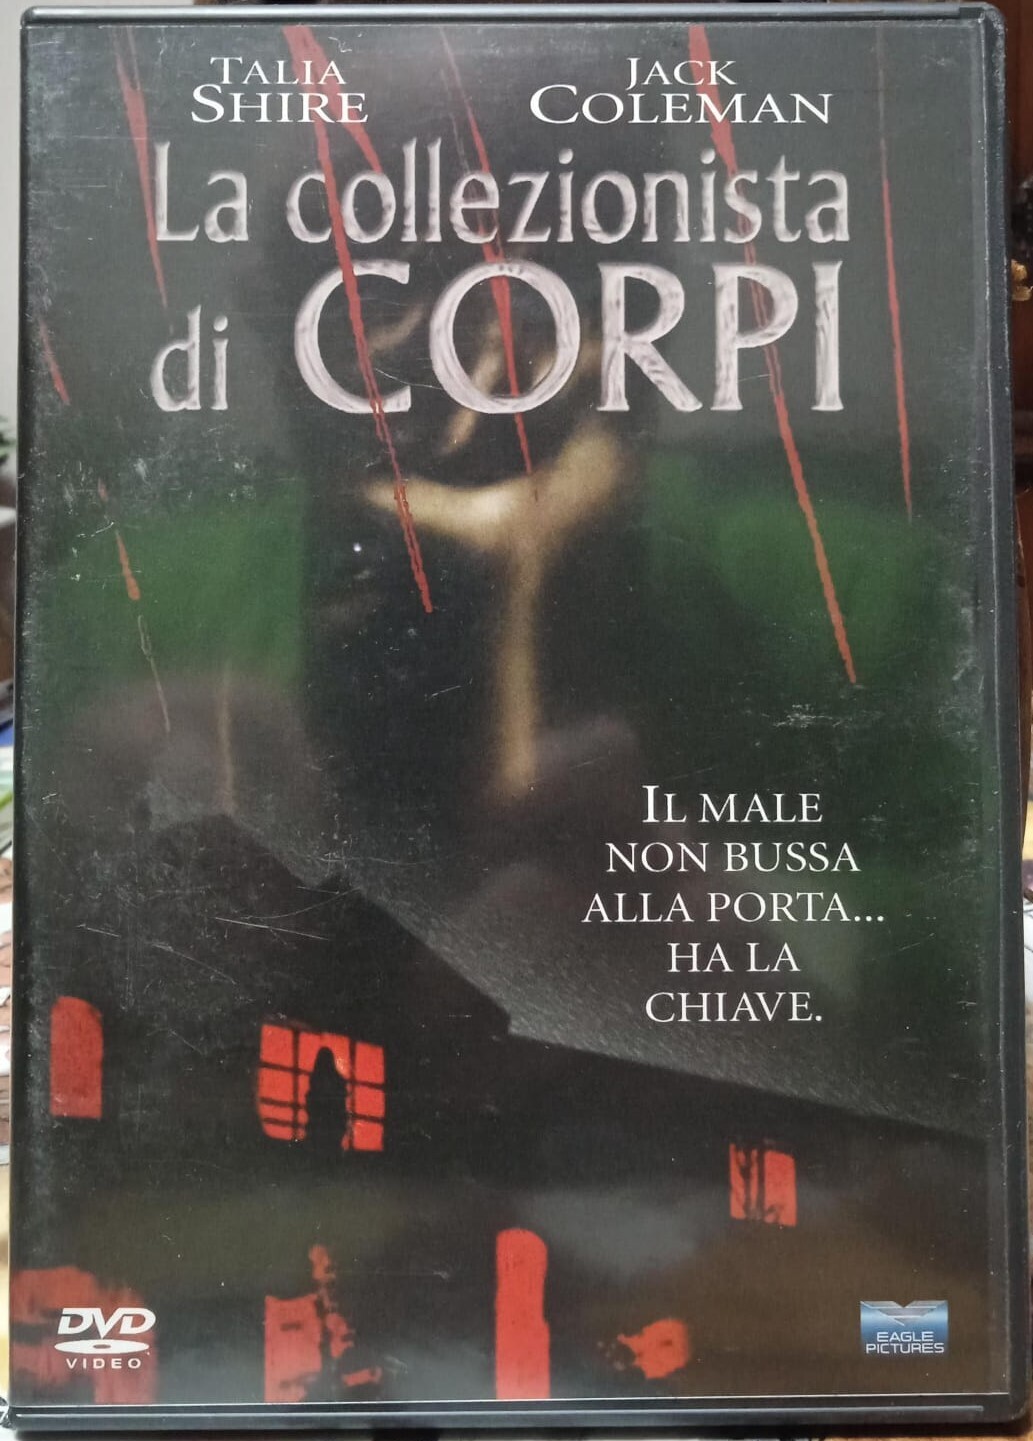 TALIA
SHIRE
JACK
COLEMAN
La collezionista
di CORPI
IL MALE
NON BUSSA
ALLA PORTA...
HA LA
CHIAVE.
DVD
VIDEO
EAGLE
PICTURES